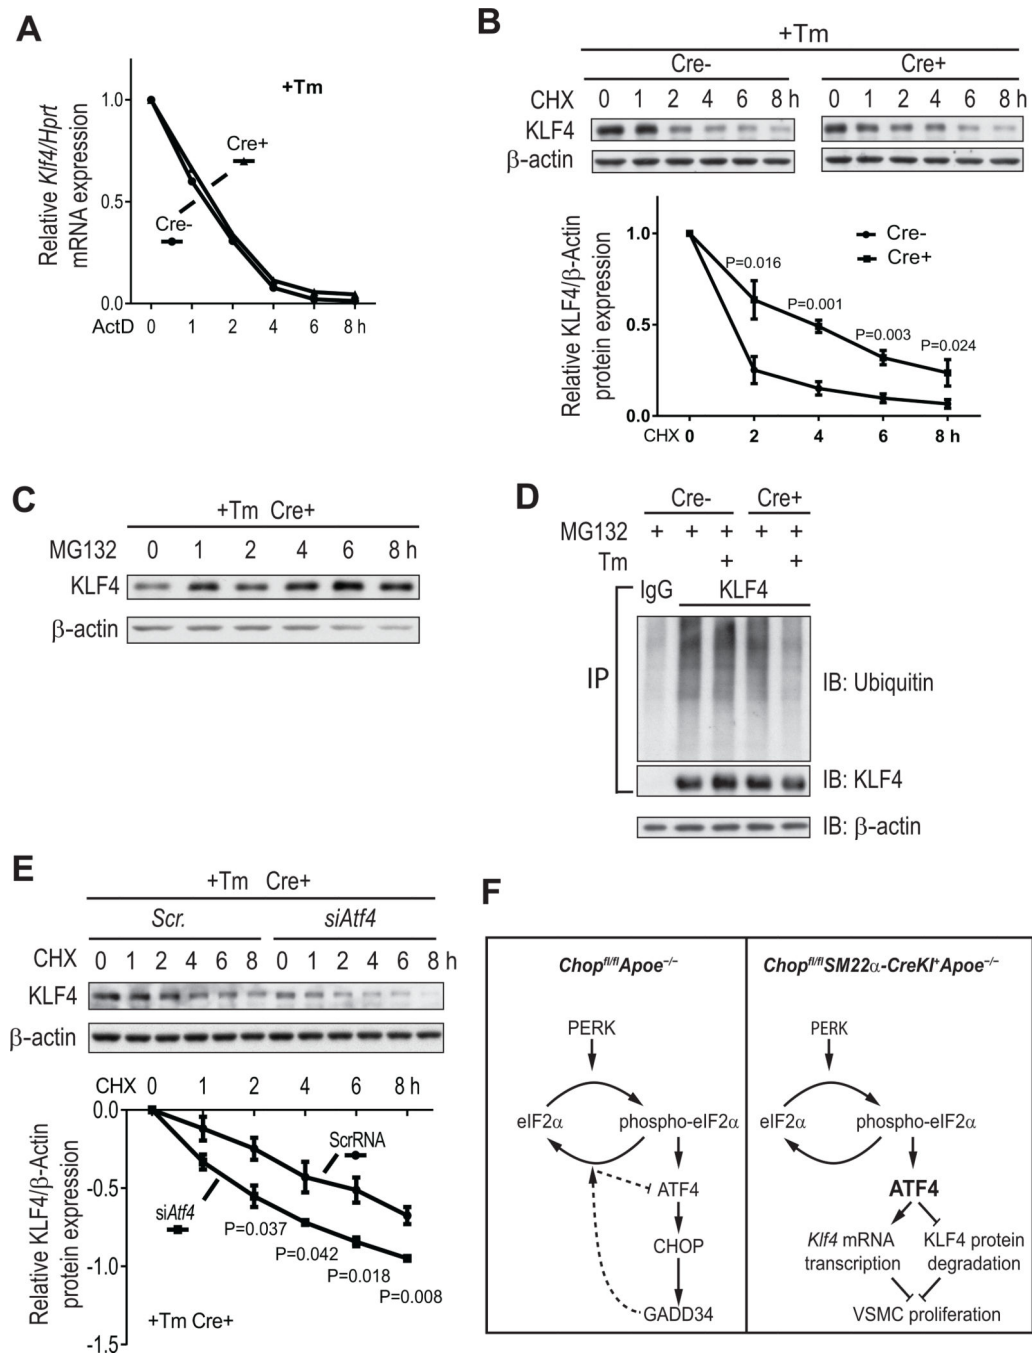 A
+Tm
Relative Klf4/Hprt
mRNA expression
1.0
0.5
0.0
Cre+
Cre-
ActD 0 1 2 4 6 8 h
B
+Tm
Cre- Cre+
CHX 0 1 2 4 6 8 h 0 1 2 4 6 8 h
KLF4
β-actin
Relative KLF4/β-Actin
protein expression
1.0
0.5
0.0
Cre-
Cre+
P=0.016
P=0.001
P=0.003
P=0.024
CHX 0 2 4 6 8 h
C
+Tm Cre+
MG132 0 1 2 4 6 8 h
KLF4
β-actin
D
Cre- Cre+
MG132 + + + + +
Tm + +
IgG KLF4
IP
IB: Ubiquitin
IB: KLF4
IB: β-actin
E
+Tm Cre+
Scr. siAtf4
CHX 0 1 2 4 6 8 0 1 2 4 6 8 h
KLF4
β-actin
CHX 0 1 2 4 6 8 h
Relative KLF4/β-Actin
protein expression
0.0
-0.5
-1.0
-1.5
ScrRNA
siAtf4
P=0.037
P=0.042
P=0.018
P=0.008
+Tm Cre+
F
Chopfl/flApoe−/−
PERK
eIF2α phospho-eIF2α
ATF4
CHOP
GADD34
Chopfl/flSM22α-CreKI+Apoe−/−
PERK
eIF2α phospho-eIF2α
ATF4
Klf4 mRNA KLF4 protein
transcription degradation
VSMC proliferation